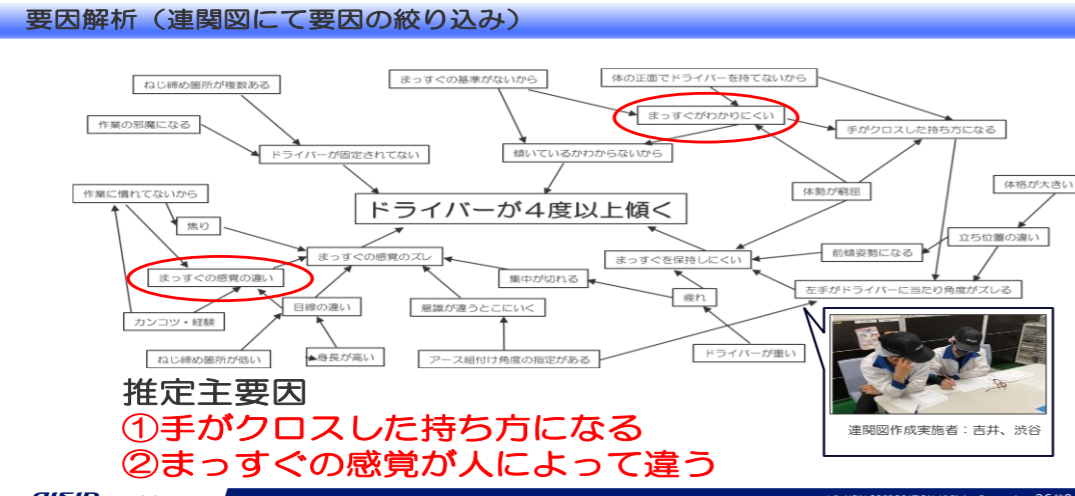 要因解析（連関図にて要因の絞り込み）
ねじ締め箇所が複数ある
まっすぐの基準がないから
体の正面でドライバーを持てないから
作業の邪魔になる
まっすぐがわかりにくい
手がクロスした持ち方になる
ドライバーが固定されてない
傾いているかわからないから
作業に慣れてないから
ドライバーが４度以上傾く
体勢が窮屈
体格が大きい
焦り
立ち位置の違い
まっすぐの感覚のズレ
まっすぐを保持しにくい
前傾姿勢になる
まっすぐの感覚の違い
集中が切れる
左手がドライバーに当たり角度がズレる
目線の違い
意識が違うとこにいく
疲れ
カンコツ・経験
ねじ締め箇所が低い
身長が高い
アース組付け角度の指定がある
ドライバーが重い
推定主要因
①手がクロスした持ち方になる
②まっすぐの感覚が人によって違う
連関図作成実施者：吉井、渋谷